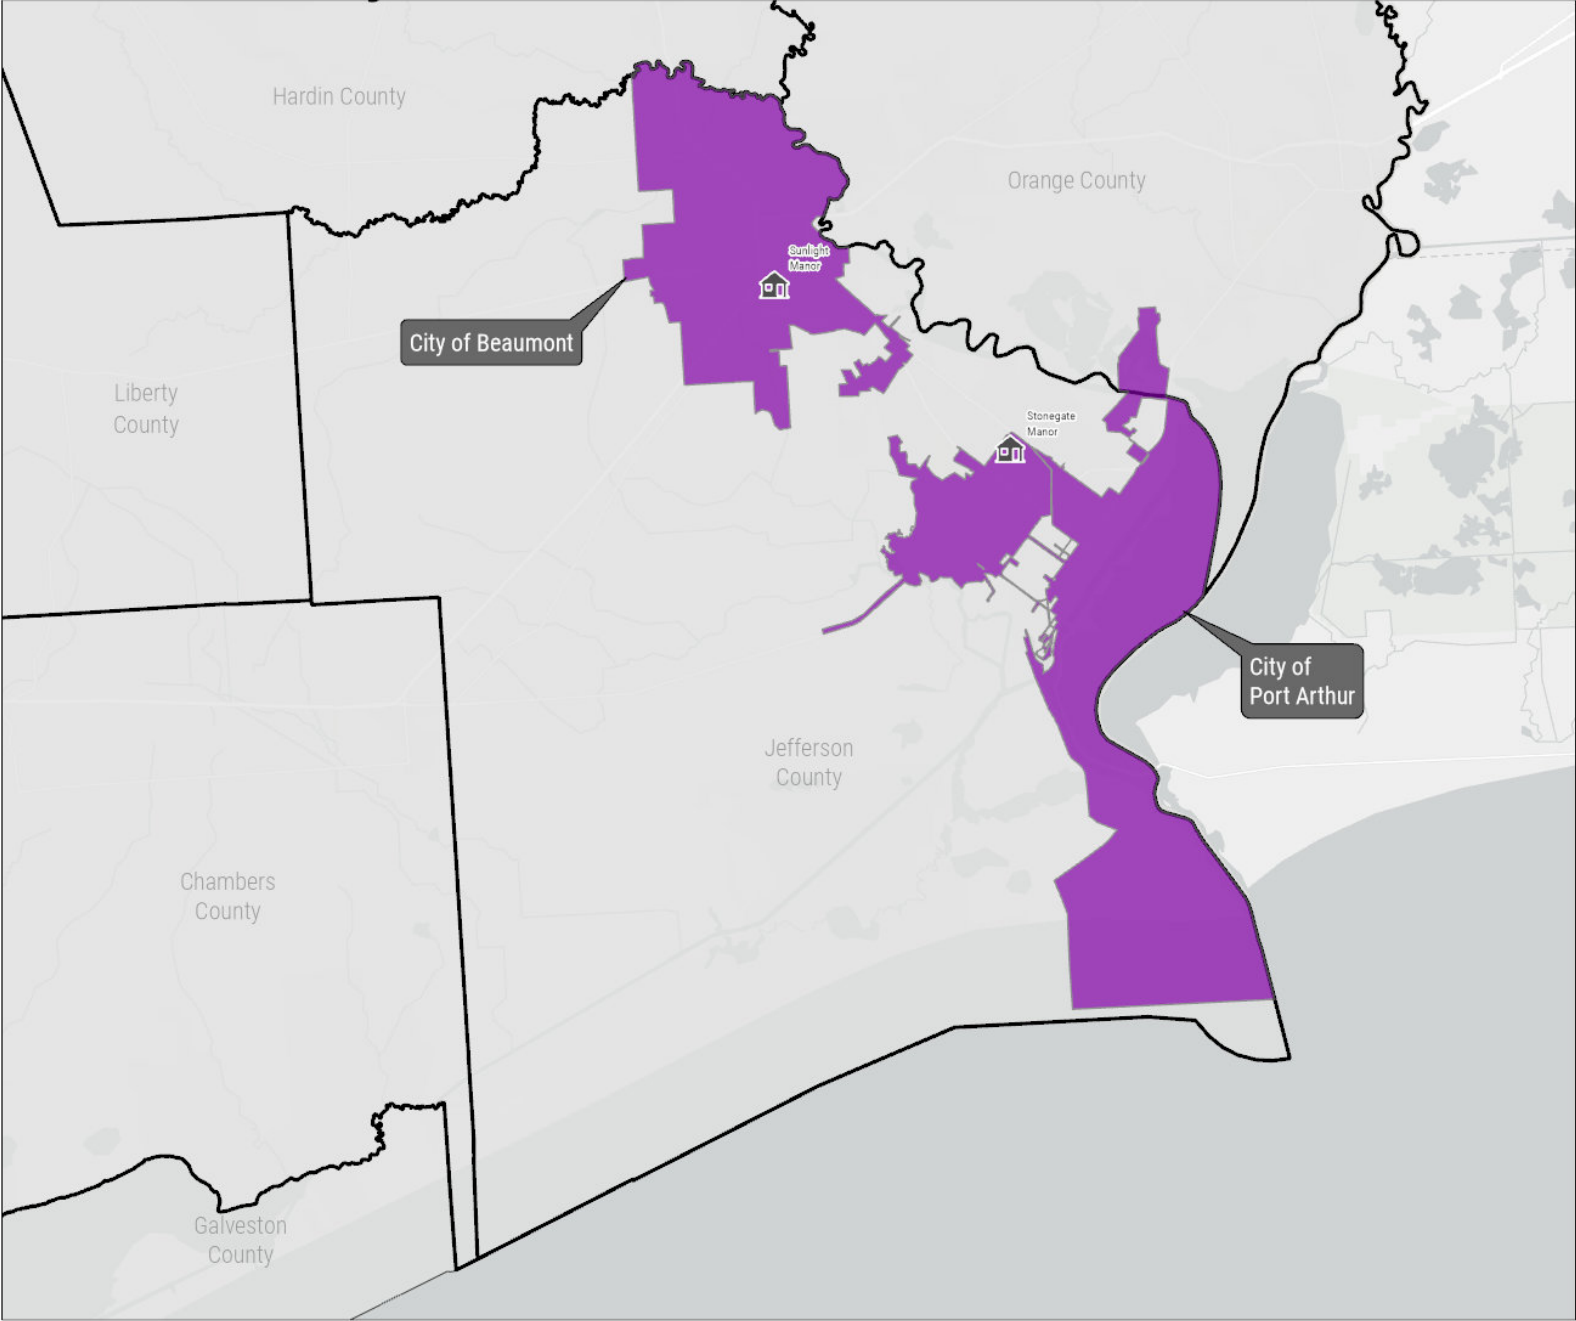 Hardin County
Orange County
Sunlight
Manor
City of Beaumont
Liberty
County
Stonegate
Manor
City of
Port Arthur
Jefferson
County
Chambers
County
Galveston
County